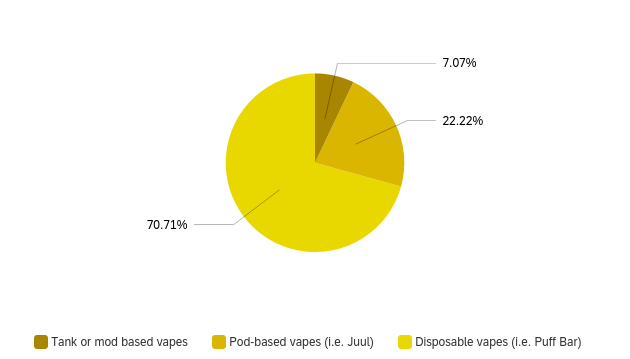 7.07%
22.22%
70.71%
Tank or mod based vapes
Pod-based vapes (i.e. Juul)
Disposable vapes (i.e. Puff Bar)